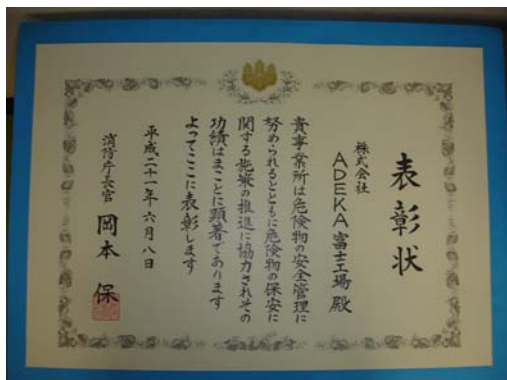 表彰状
株式会社
ADEKA富士工場 殿
貴事業所は危険物の安全管理に
努められるとともに危険物の保安に
関する施策の推進に協力されその
功績はまことに顕著であります
よってここに表彰します
平成二十一年六月八日
消防庁長官 岡本 保